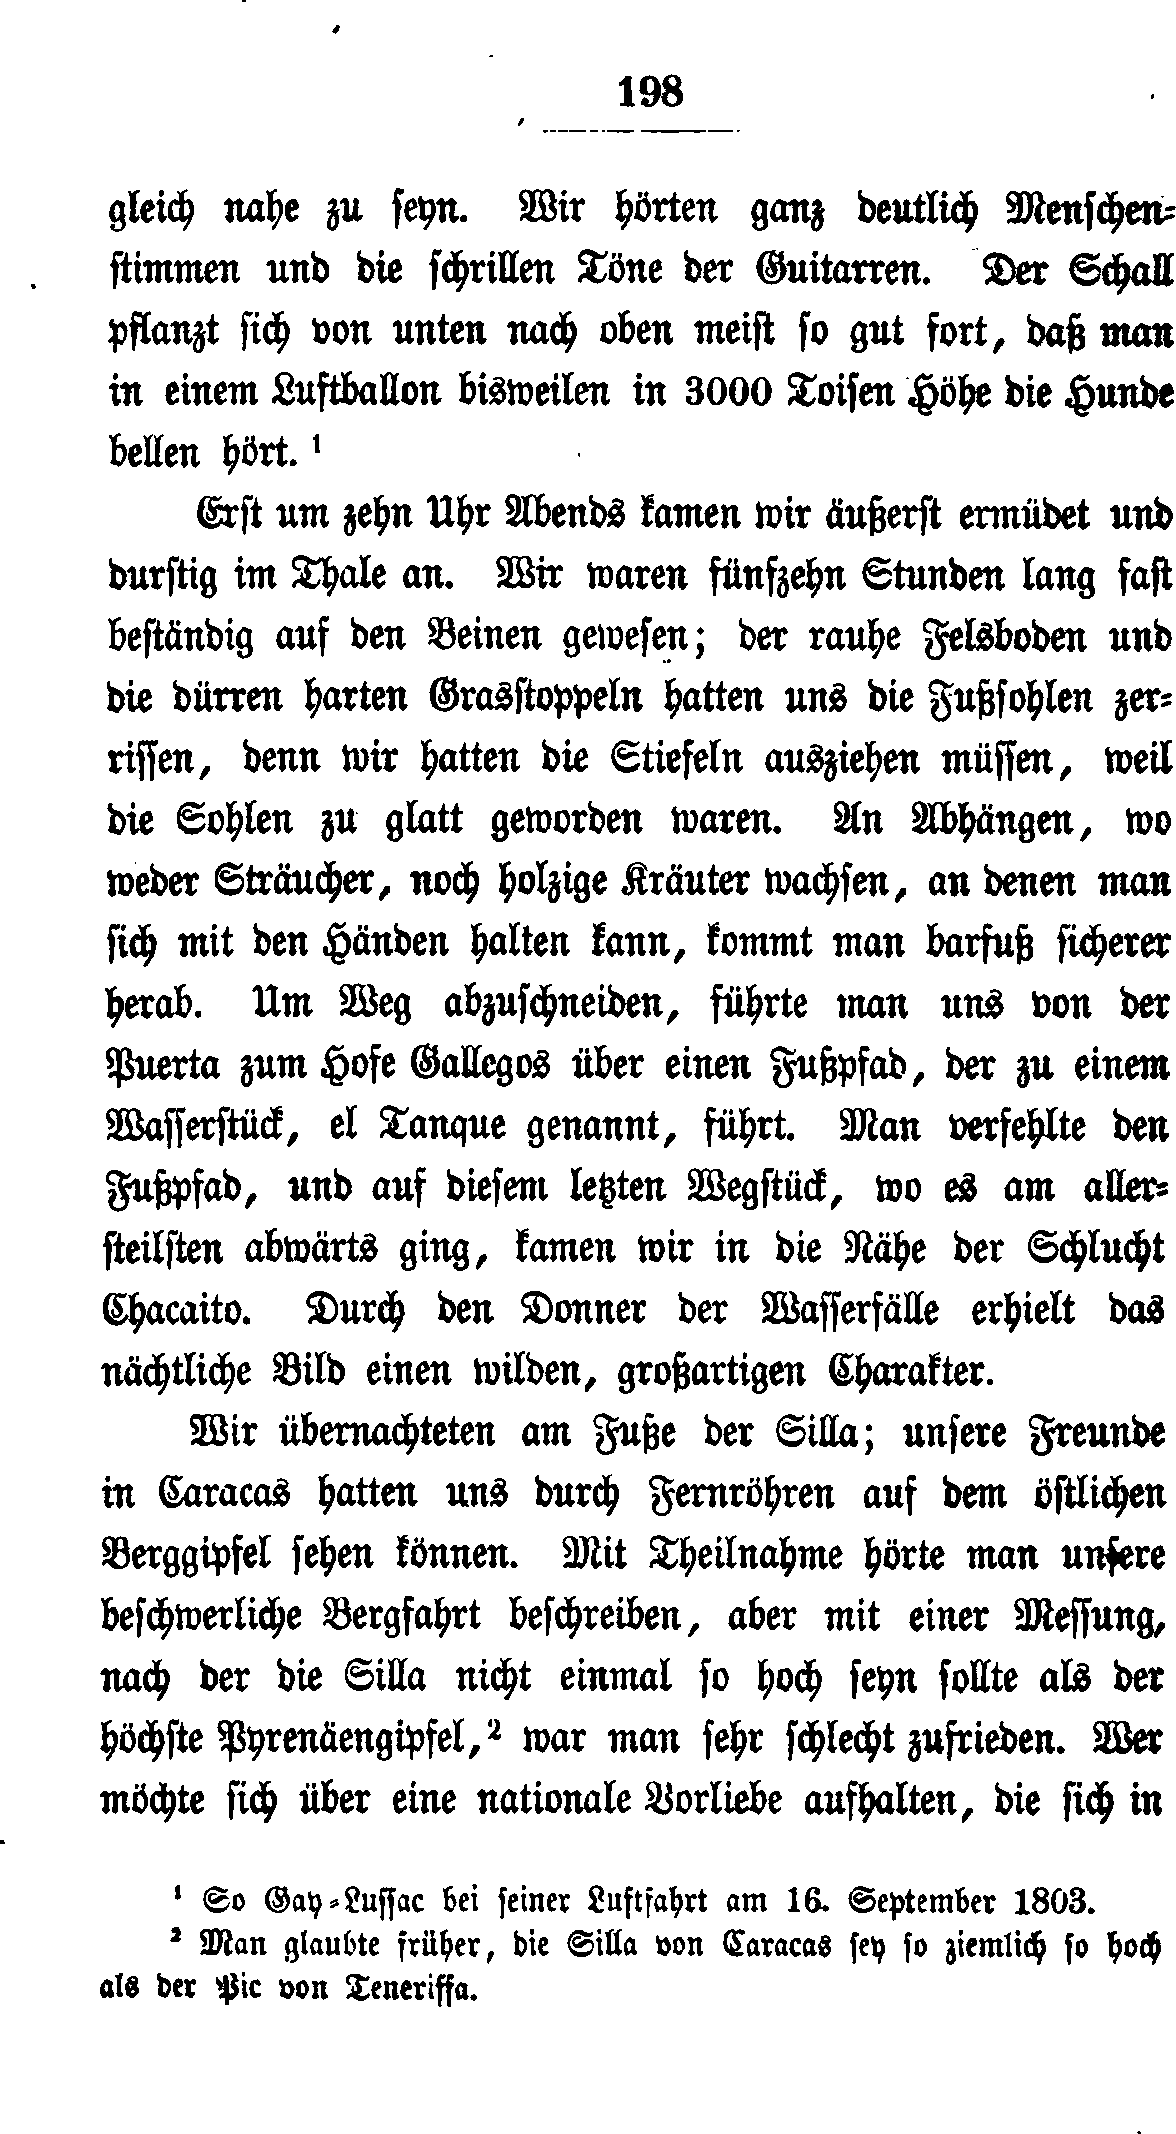 198
gleich nahe zu seyn. Wir hörten ganz deutlich Menschen-
stimmen und die schrillen Töne der Guitarren. Der Schall
pflanzt sich von unten nach oben meist so gut fort, daß man
in einem Luftballon bisweilen in 3000 Toisen Höhe die Hunde
bellen hört. ¹
Erst um zehn Uhr Abends kamen wir äußerst ermüdet und
durstig im Thale an. Wir waren fünfzehn Stunden lang fast
beständig auf den Beinen gewesen; der rauhe Felsboden und
die dürren harten Grasstoppeln hatten uns die Fußsohlen zer-
rissen, denn wir hatten die Stiefeln ausziehen müssen, weil
die Sohlen zu glatt geworden waren. An Abhängen, wo
weder Sträucher, noch holzige Kräuter wachsen, an denen man
sich mit den Händen halten kann, kommt man barfuß sicherer
herab. Um Weg abzuschneiden, führte man uns von der
Puerta zum Hofe Gallegos über einen Fußpfad, der zu einem
Wasserstück, el Tanque genannt, führt. Man verfehlte den
Fußpfad, und auf diesem letzten Wegstück, wo es am aller-
steilsten abwärts ging, kamen wir in die Nähe der Schlucht
Chacaito. Durch den Donner der Wasserfälle erhielt das
nächtliche Bild einen wilden, großartigen Charakter.
Wir übernachteten am Fuße der Silla; unsere Freunde
in Caracas hatten uns durch Fernröhren auf dem östlichen
Berggipfel sehen können. Mit Theilnahme hörte man unsere
beschwerliche Bergfahrt beschreiben, aber mit einer Messung,
nach der die Silla nicht einmal so hoch seyn sollte als der
höchste Pyrenäengipfel,² war man sehr schlecht zufrieden. Wer
möchte sich über eine nationale Vorliebe aufhalten, die sich in
¹ So Gay-Lussac bei seiner Luftfahrt am 16. September 1803.
² Man glaubte früher, die Silla von Caracas sey so ziemlich so hoch
als der Pic von Teneriffa.